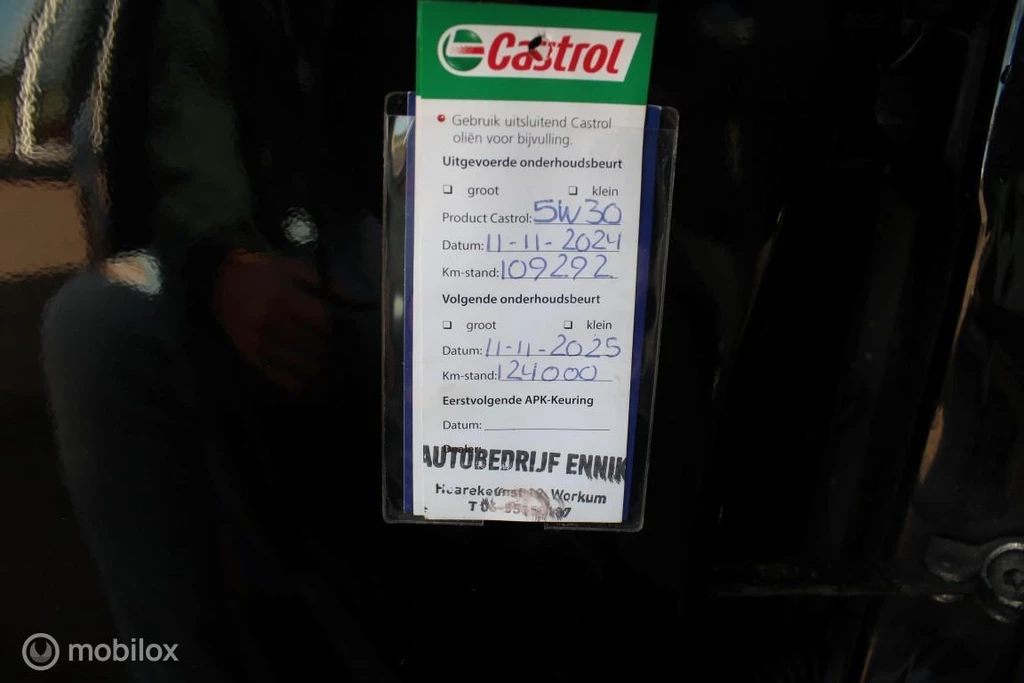 Castrol
Gebruik uitsluitend Castrol
oliën voor bijvulling.
Uitgevoerde onderhoudsbeurt
groot klein
Product Castrol: 5W30
Datum: 11-11-2024
Km-stand: 109292
Volgende onderhoudsbeurt
groot klein
Datum: 11-11-2025
Km-stand: 124000
Eerstvolgende APK-Keuring
Datum:
AUTOBEDRIJF ENNIK
Workum
T
mobilox